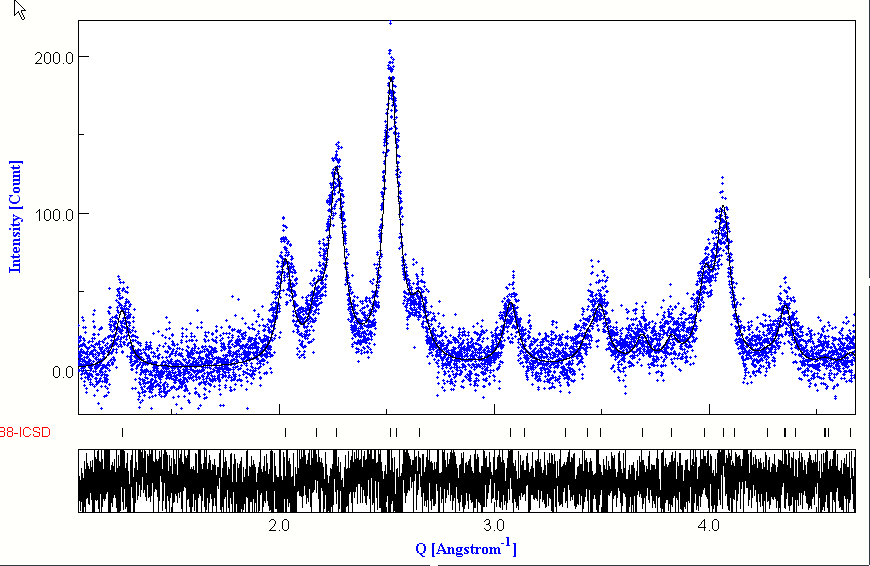 200.0
100.0
0.0
Intensity [Count]
38-ICSD
2.0 3.0 4.0
Q [Angstrom-1]